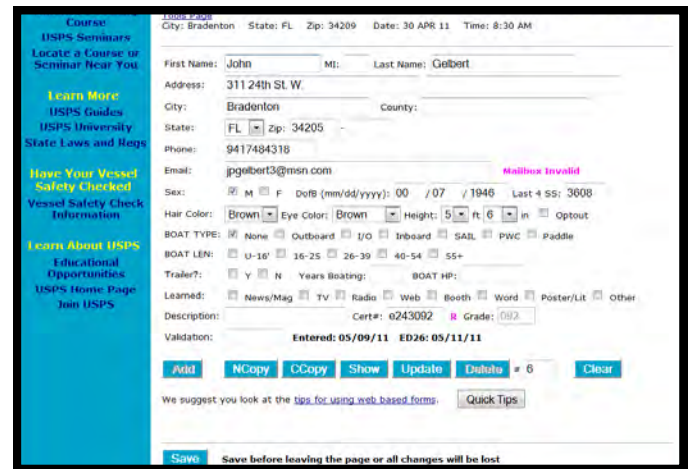 Course
USPS Seminars
Locate a Course or
Seminar Near You
Learn More
USPS Guides
USPS University
State Laws and Regs
Have Your Vessel
Safety Checked
Vessel Safety Check
Information
Learn About USPS
Educational
Opportunities
USPS Home Page
Join USPS
Tools Page
City: Bradenton State: FL Zip: 34209 Date: 30 APR 11 Time: 8:30 AM
First Name: John MI: Last Name: Gelbert
Address: 311 24th St. W.
City: Bradenton County:
State: FL Zip: 34205 -
Phone: 9417484318
Email: jpgelbert3@msn.com Mailbox Invalid
Sex: M F DofB (mm/dd/yyyy): 00 / 07 / 1946 Last 4 SS: 3608
Hair Color: Brown Eye Color: Brown Height: 5 ft 6 in Optout
BOAT TYPE: None Outboard I/O Inboard SAIL PWC Paddle
BOAT LEN: U-16' 16-25 26-39 40-54 55+
Trailer?: Y N Years Boating: BOAT HP:
Learned: News/Mag TV Radio Web Booth Word Poster/Lit Other
Description: Cert#: e243092 R Grade: 092
Validation: Entered: 05/09/11 ED26: 05/11/11
Add NCopy CCopy Show Update Delete # 6 Clear
We suggest you look at the tips for using web based forms. Quick Tips
Save Save before leaving the page or all changes will be lost